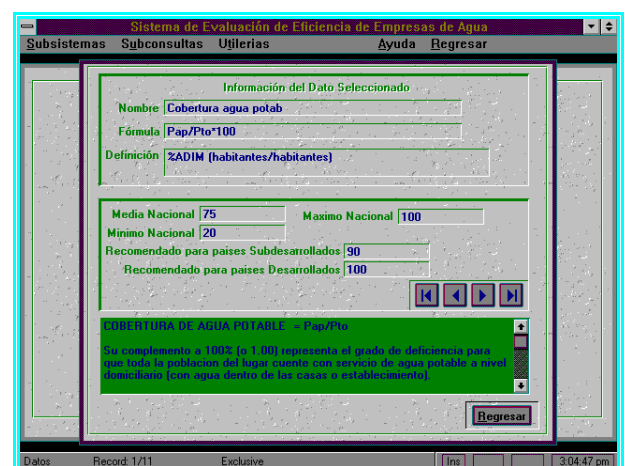 Sistema de Evaluación de Eficiencia de Empresas de Agua
Subsistemas Subconsultas Utilerias Ayuda Regresar
Información del Dato Seleccionado
Nombre Cobertura agua potab
Fórmula Pap/Pto*100
Definición %ADIM (habitantes/habitantes)
Media Nacional 75 Maximo Nacional 100
Minimo Nacional 20
Recomendado para paises Subdesarrollados 90
Recomendado para paises Desarrollados 100
COBERTURA DE AGUA POTABLE = Pap/Pto
Su complemento a 100% (o 1.00) representa el grado de deficiencia para
que toda la poblacion del lugar cuente con servicio de agua potable a nivel
domiciliario (con agua dentro de las casas o establecimiento).
Regresar
Datos Record: 1/11 Exclusive Ins 3:04:47 pm